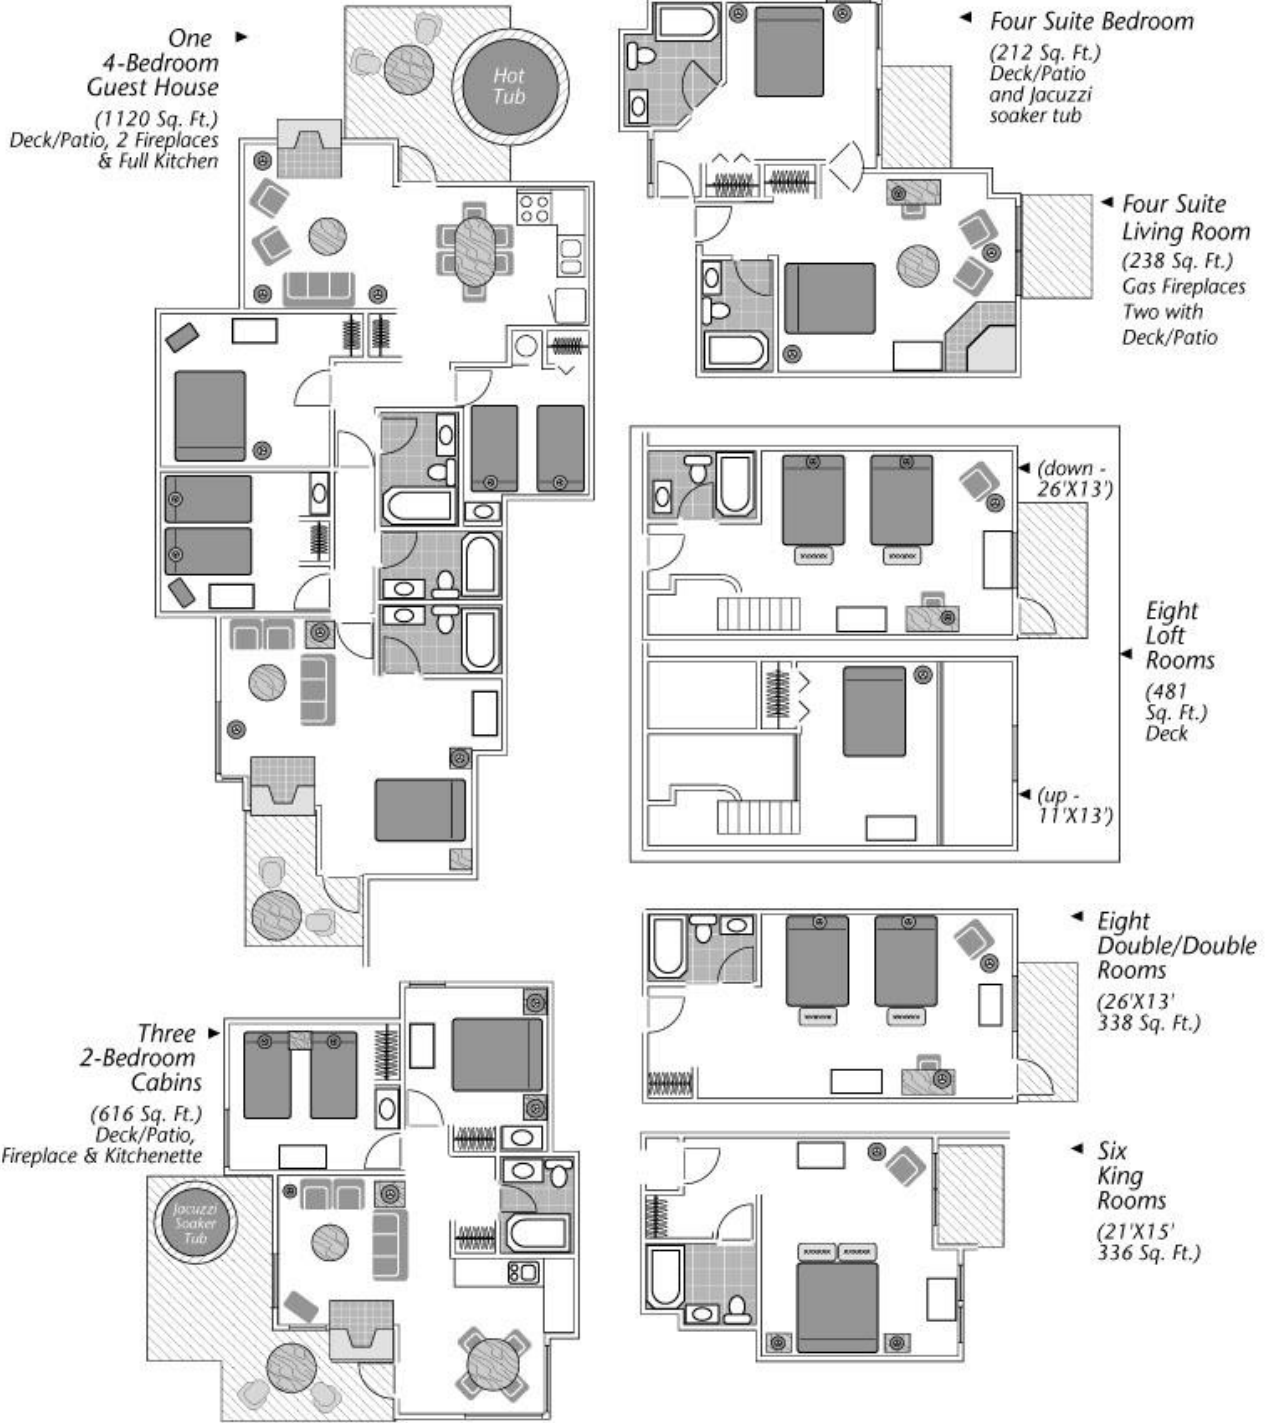 One
4-Bedroom
Guest House
(1120 Sq. Ft.)
Deck/Patio, 2 Fireplaces
& Full Kitchen
Hot
Tub
Four Suite Bedroom
(212 Sq. Ft.)
Deck/Patio
and Jacuzzi
soaker tub
Four Suite
Living Room
(238 Sq. Ft.)
Gas Fireplaces
Two with
Deck/Patio
(down -
26'X13')
Eight
Loft
Rooms
(481
Sq. Ft.)
Deck
(up -
11'X13')
Eight
Double/Double
Rooms
(26'X13'
338 Sq. Ft.)
Three
2-Bedroom
Cabins
(616 Sq. Ft.)
Deck/Patio,
Fireplace & Kitchenette
Jacuzzi
Soaker
Tub
Six
King
Rooms
(21'X15'
336 Sq. Ft.)